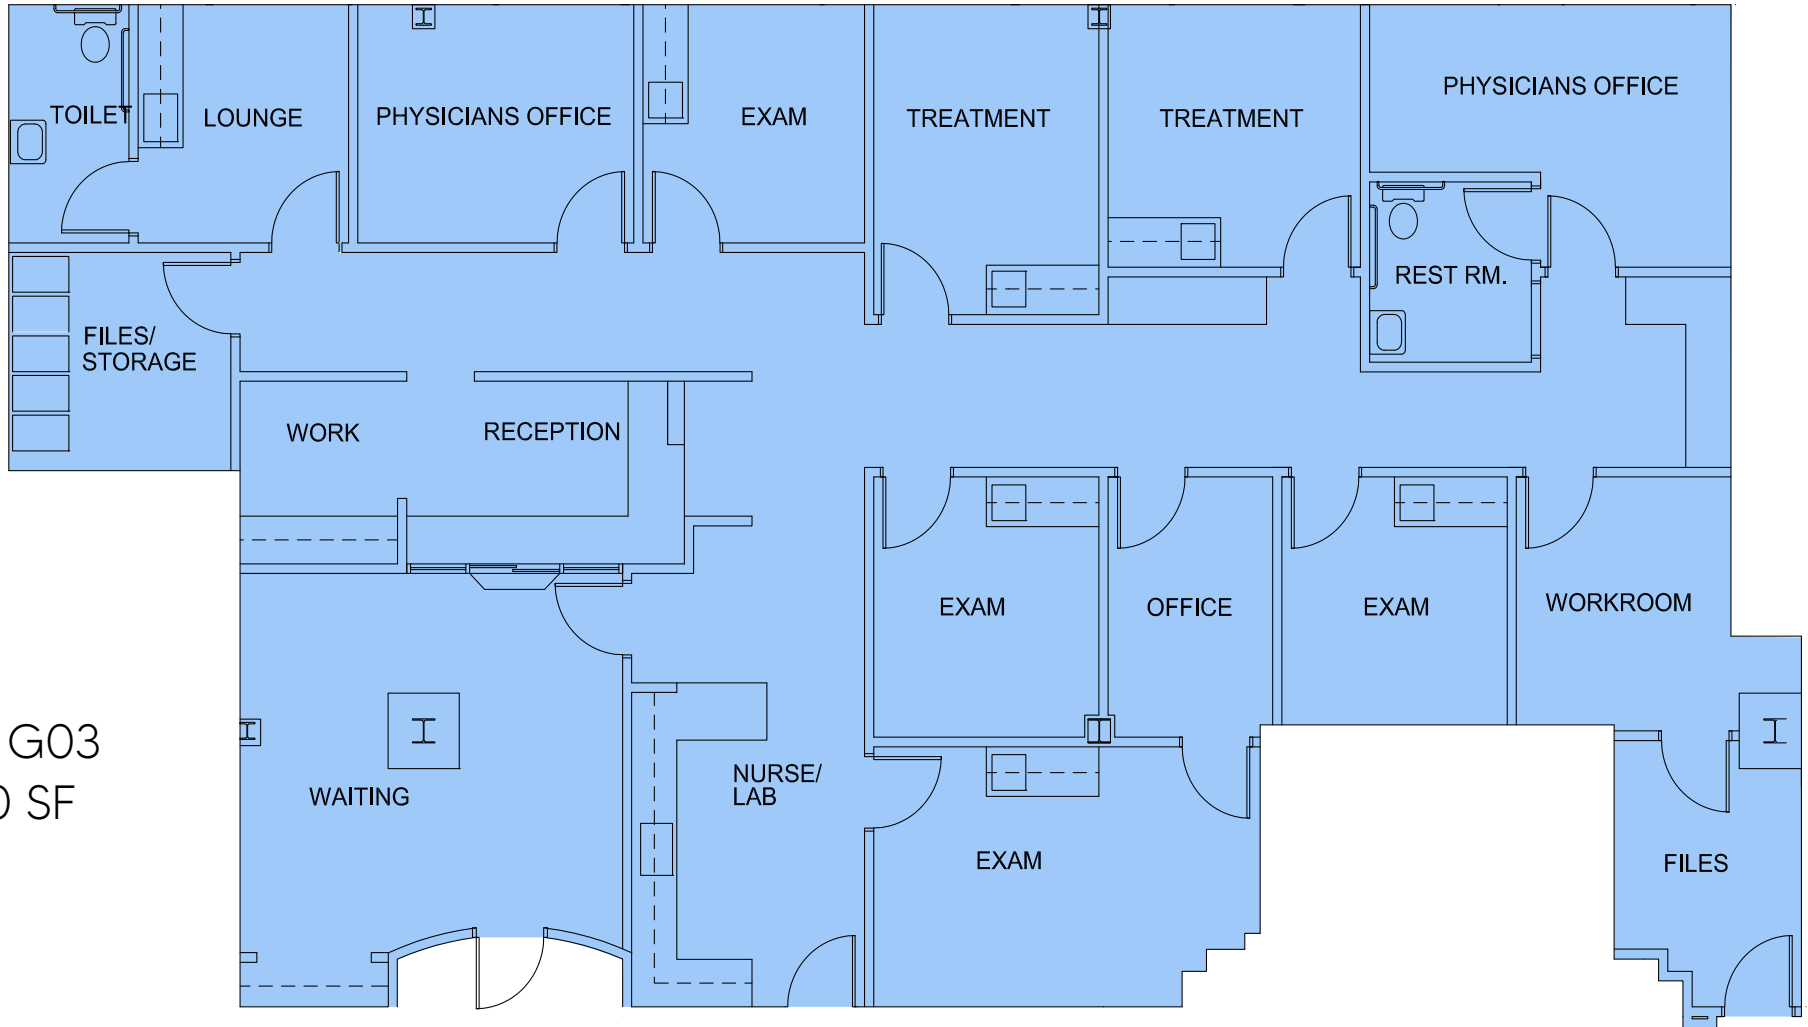 TOILET
LOUNGE
PHYSICIANS OFFICE
EXAM
TREATMENT
TREATMENT
PHYSICIANS OFFICE
REST RM.
FILES/
STORAGE
WORK
RECEPTION
EXAM
OFFICE
EXAM
WORKROOM
G03
SF
WAITING
NURSE/
LAB
EXAM
FILES